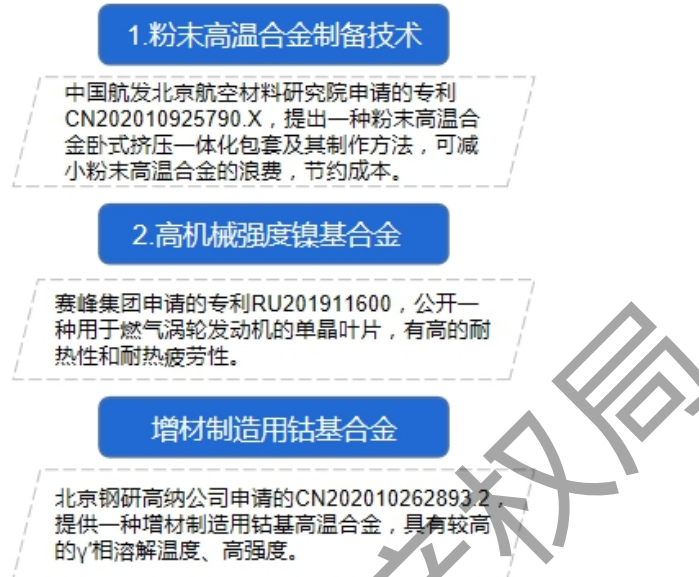 1.粉末高温合金制备技术
中国航发北京航空材料研究院申请的专利
CN202010925790.X，提出一种粉末高温合
金卧式挤压一体化包套及其制作方法，可减
小粉末高温合金的浪费，节约成本。
2.高机械强度镍基合金
赛峰集团申请的专利RU201911600，公开一
种用于燃气涡轮发动机的单晶叶片，有高的耐
热性和耐热疲劳性。
增材制造用钴基合金
北京钢研高纳公司申请的CN202010262893.2，
提供一种增材制造用钴基高温合金，具有较高
的γ'相溶解温度、高强度。
产权局